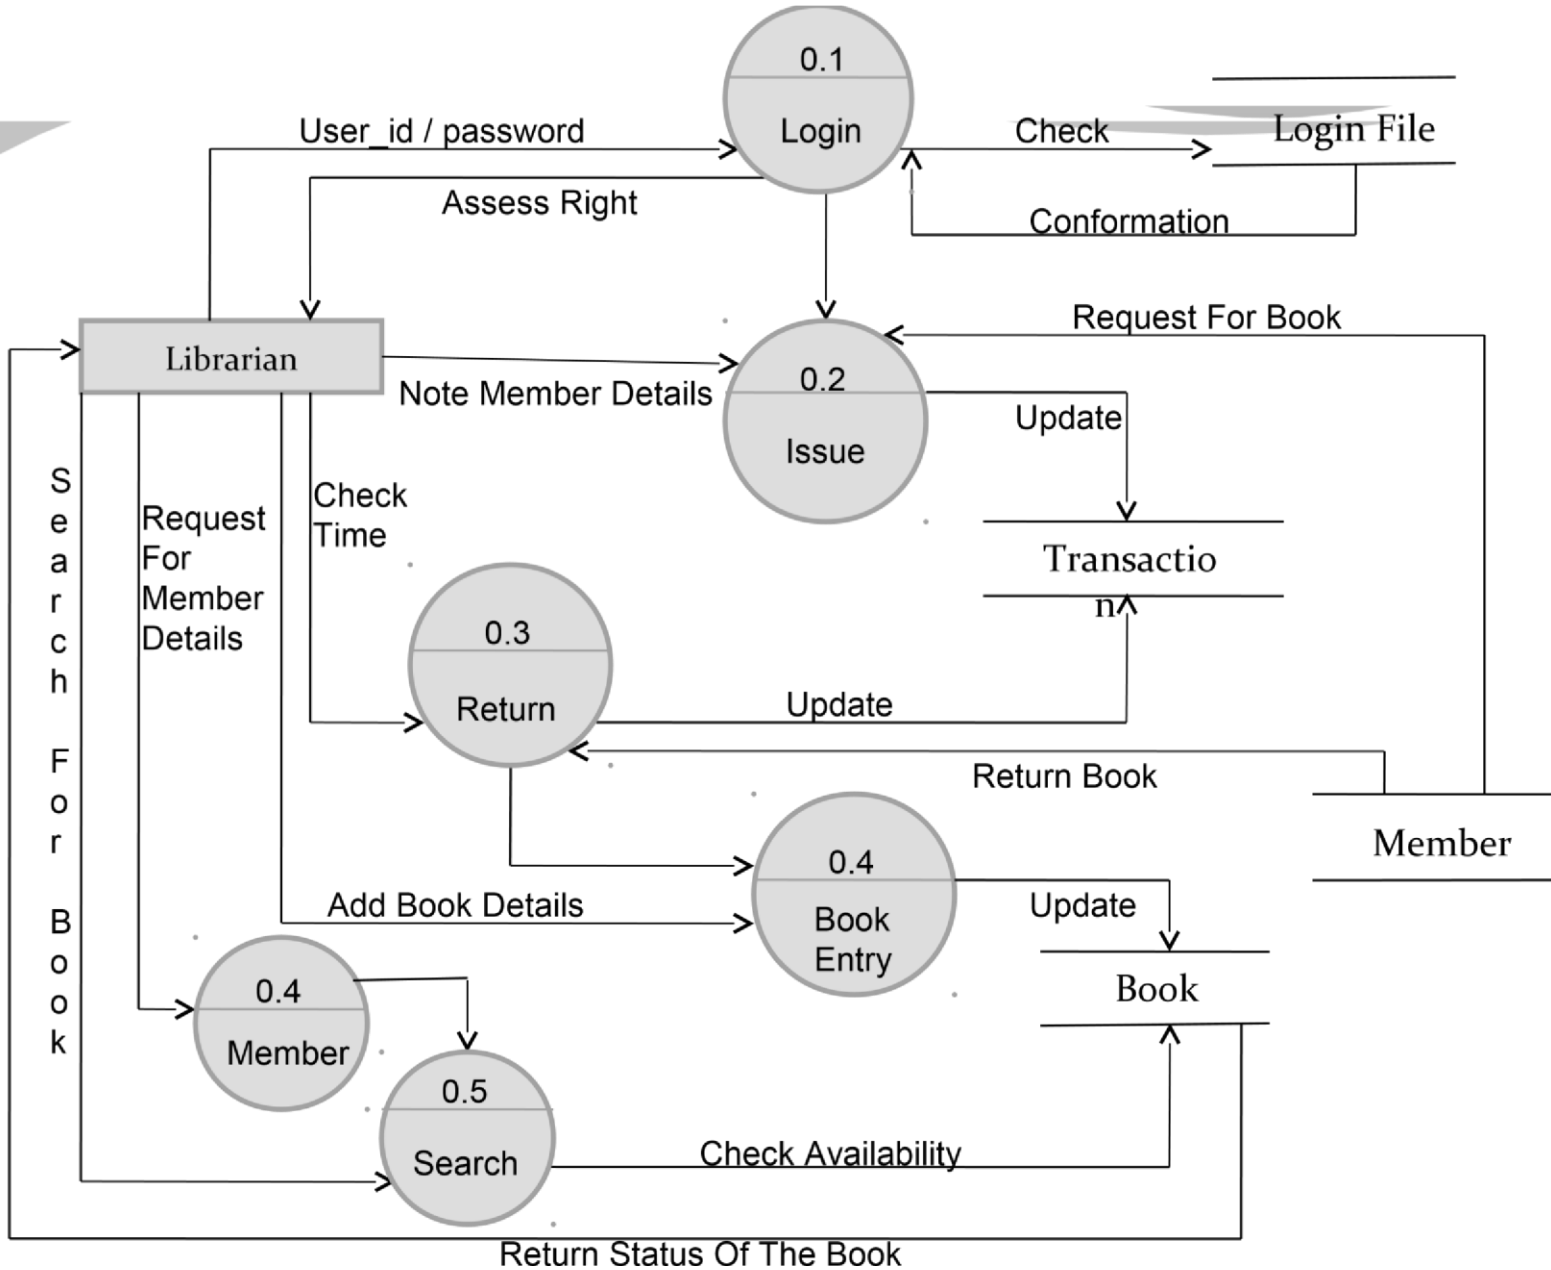 0.1
Login
User_id / password
Check
Login File
Assess Right
Conformation
Request For Book
Librarian
Note Member Details
0.2
Issue
Update
Search For Book
Request
For
Member
Details
Check
Time
Transactio
n
0.3
Return
Update
Return Book
Member
0.4
Book
Entry
Add Book Details
Update
Book
0.4
Member
0.5
Search
Check Availability
Return Status Of The Book